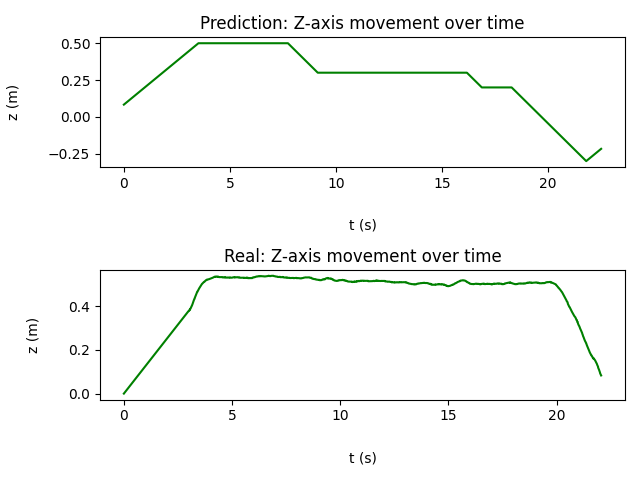 Prediction: Z-axis movement over time
0.50
0.25
0.00
−0.25
z (m)
0 5 10 15 20
t (s)
Real: Z-axis movement over time
0.4
0.2
0.0
z (m)
0 5 10 15 20
t (s)